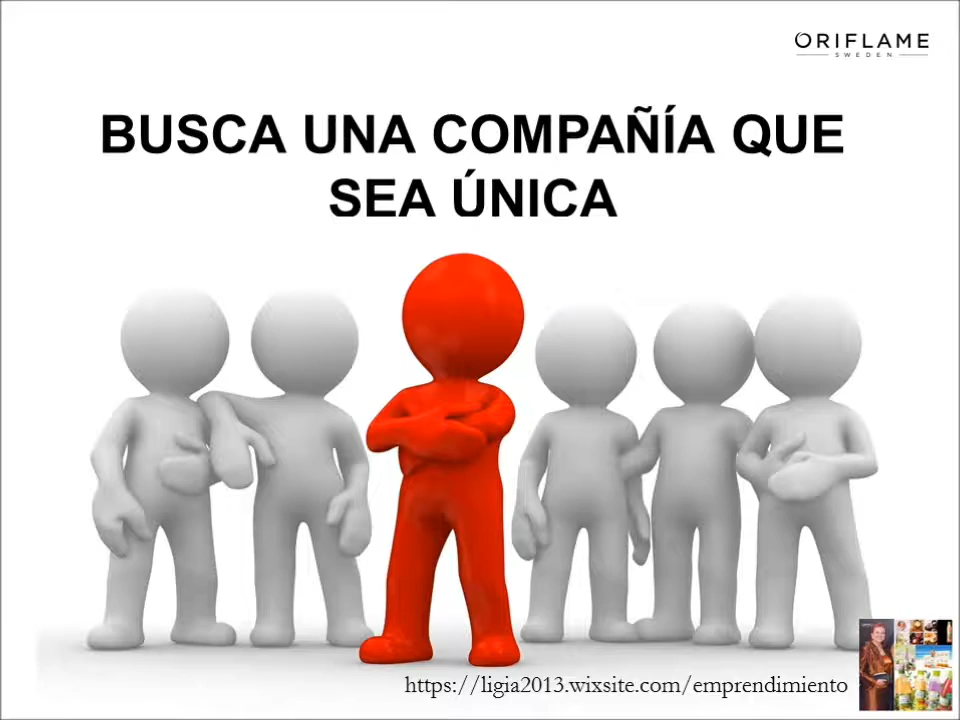 ORIFLAME
SWEDEN
BUSCA UNA COMPAÑÍA QUE
SEA ÚNICA
https://ligia2013.wixsite.com/emprendimiento